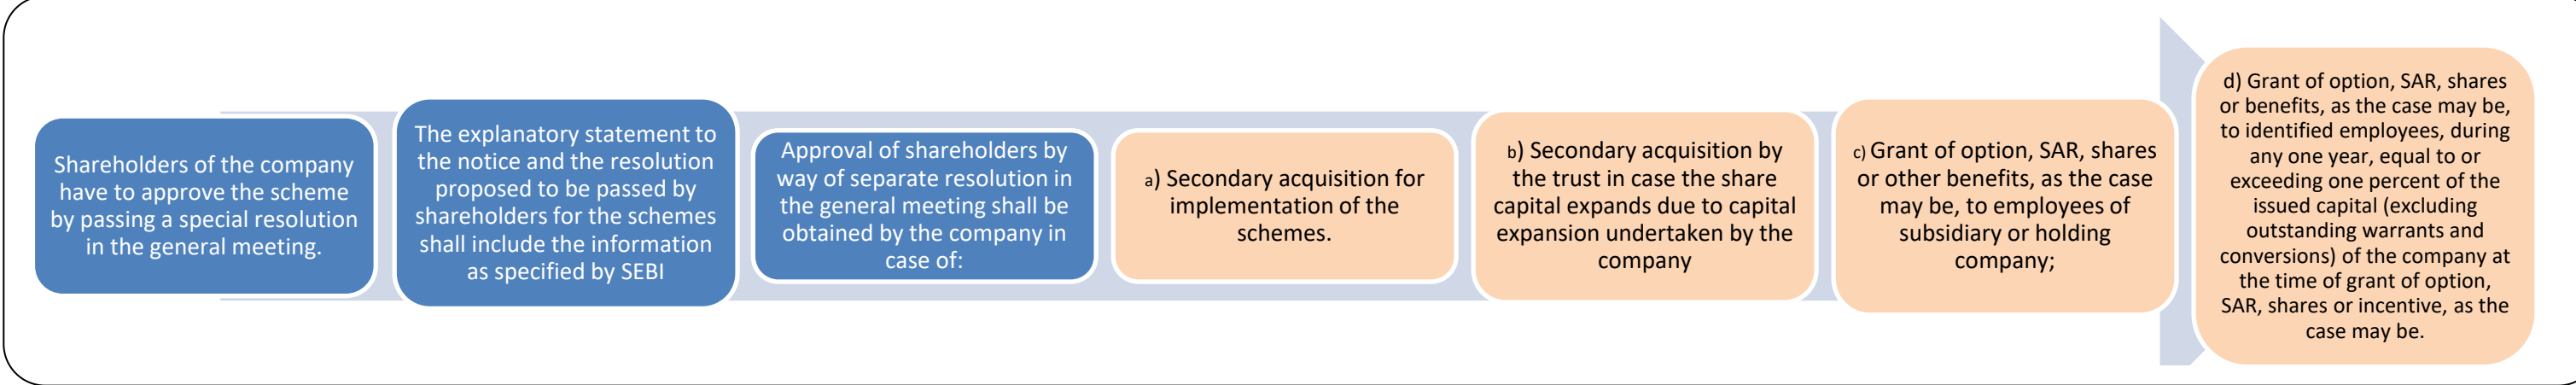 Shareholders of the company
have to approve the scheme
by passing a special resolution
in the general meeting.
The explanatory statement to
the notice and the resolution
proposed to be passed by
shareholders for the schemes
shall include the information
as specified by SEBI
Approval of shareholders by
way of separate resolution in
the general meeting shall be
obtained by the company in
case of:
a) Secondary acquisition for
implementation of the
schemes.
b) Secondary acquisition by
the trust in case the share
capital expands due to capital
expansion undertaken by the
company
c) Grant of option, SAR, shares
or other benefits, as the case
may be, to employees of
subsidiary or holding
company;
d) Grant of option, SAR, shares
or benefits, as the case may be,
to identified employees, during
any one year, equal to or
exceeding one percent of the
issued capital (excluding
outstanding warrants and
conversions) of the company at
the time of grant of option,
SAR, shares or incentive, as the
case may be.